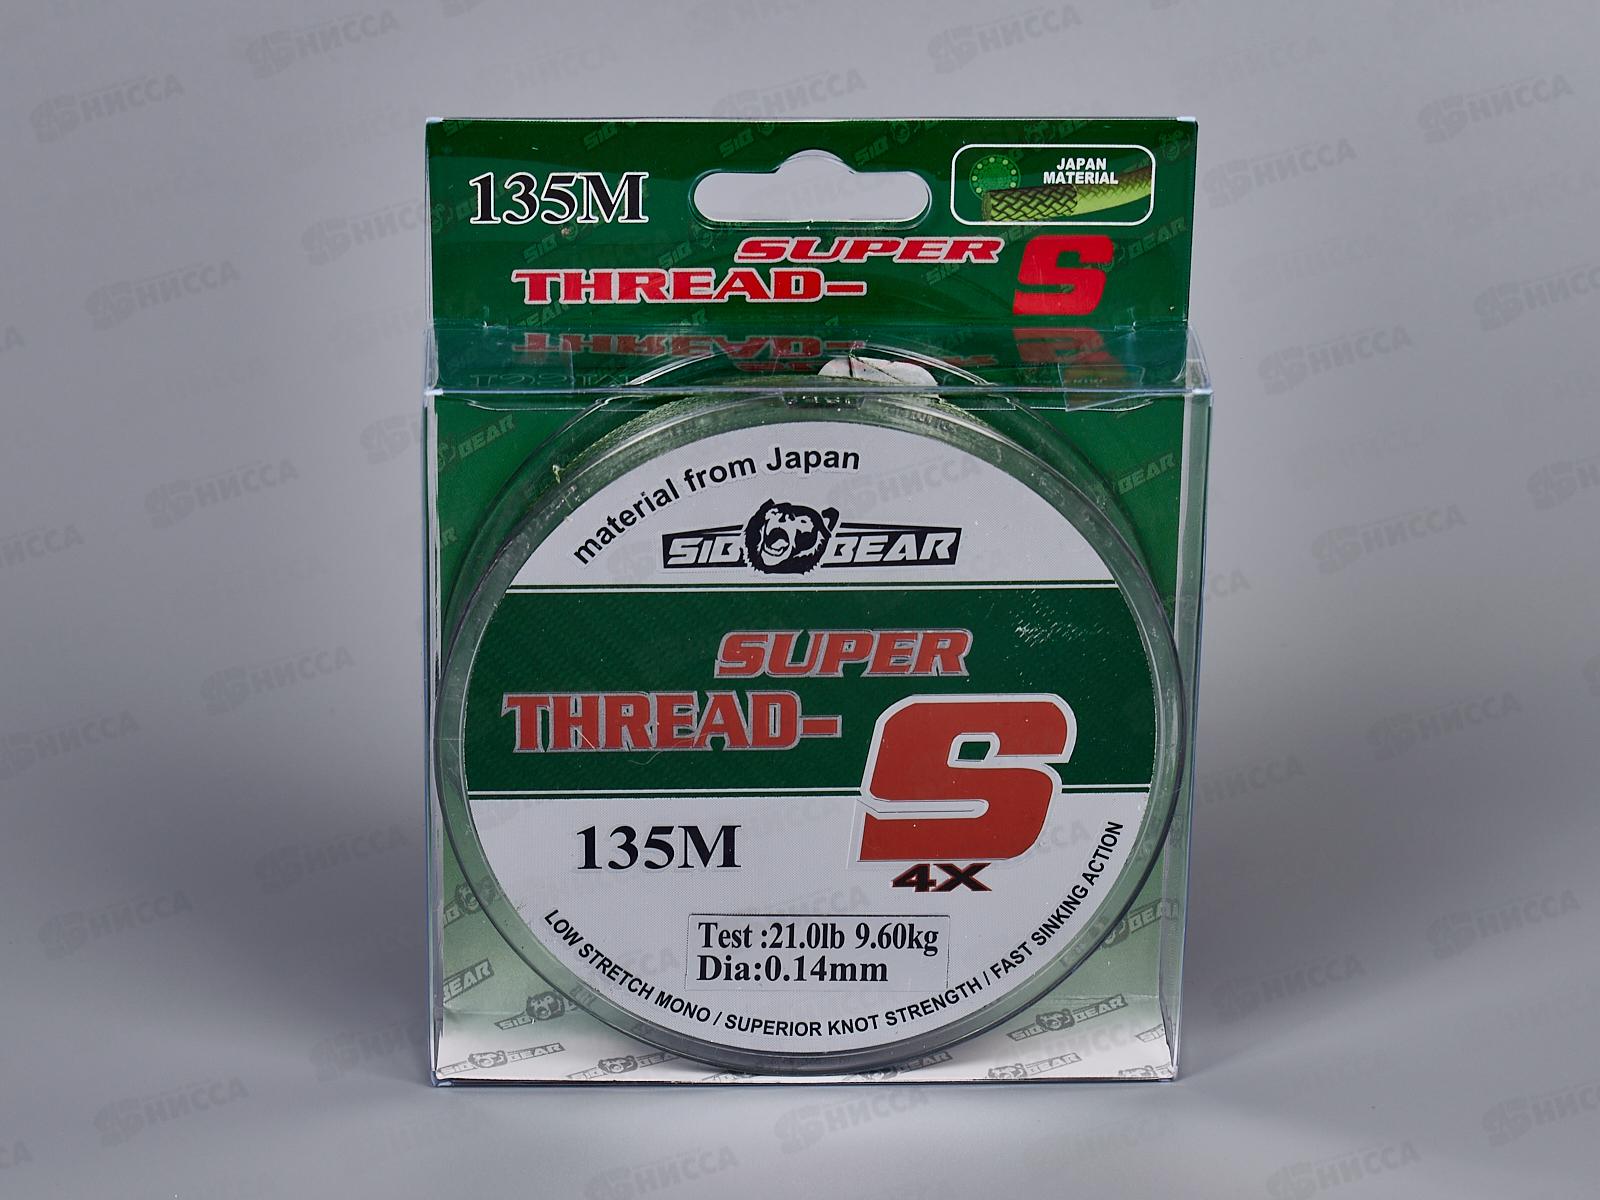 135M
JAPAN
MATERIAL
SUPER
THREAD-S
material from Japan
SIB BEAR
SUPER
THREAD-
S
4X
135M
Test :21.0lb 9.60kg
Dia:0.14mm
LOW STRETCH MONO / SUPERIOR KNOT STRENGTH / FAST SINKING ACTION
НИССА